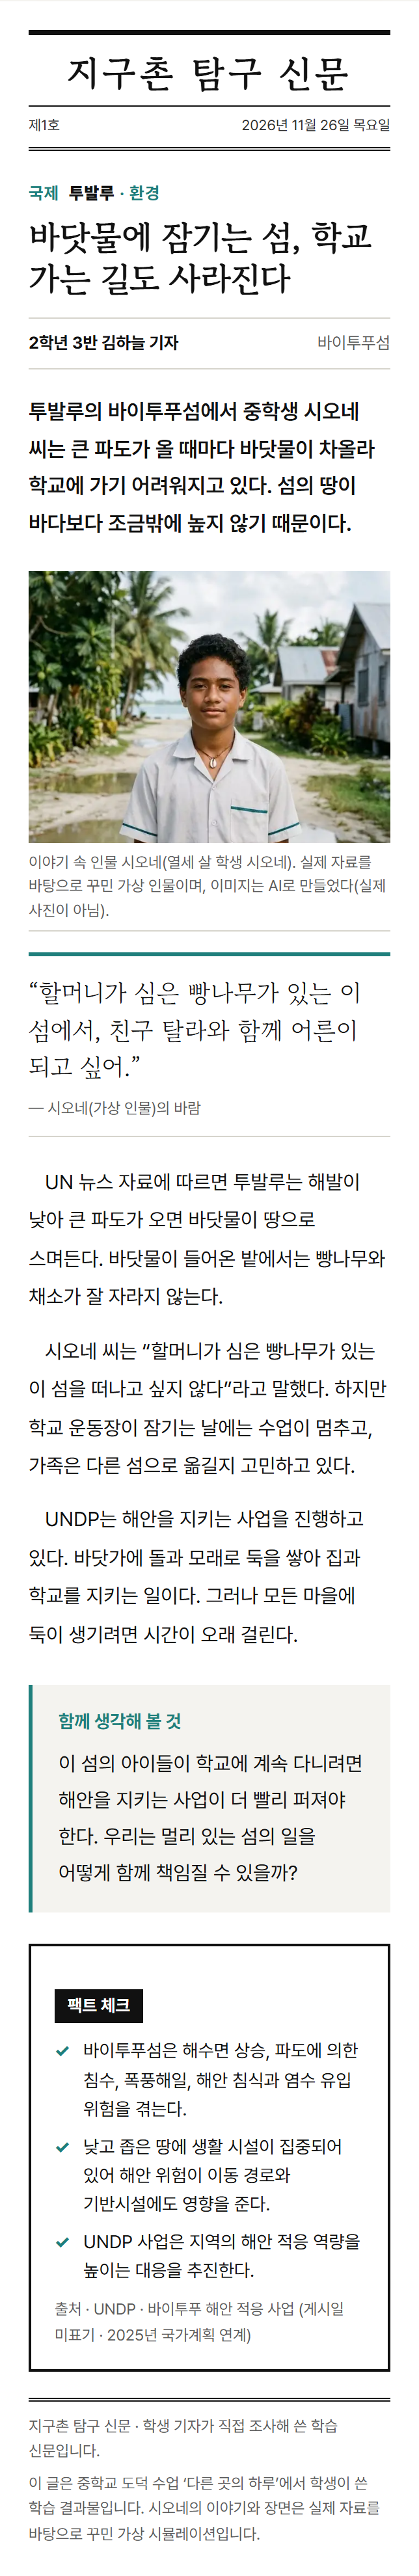 지구촌 탐구 신문
제1호 2026년 11월 26일 목요일
국제 투발루 · 환경
바닷물에 잠기는 섬, 학교
가는 길도 사라진다
2학년 3반 김하늘 기자 바이투푸섬
투발루의 바이투푸섬에서 중학생 시오네
씨는 큰 파도가 올 때마다 바닷물이 차올라
학교에 가기 어려워지고 있다. 섬의 땅이
바다보다 조금밖에 높지 않기 때문이다.
이야기 속 인물 시오네(열세 살 학생 시오네). 실제 자료를
바탕으로 꾸민 가상 인물이며, 이미지는 AI로 만들었다(실제
사진이 아님).
“할머니가 심은 빵나무가 있는 이
섬에서, 친구 탈라와 함께 어른이
되고 싶어.”
— 시오네(가상 인물)의 바람
UN 뉴스 자료에 따르면 투발루는 해발이
낮아 큰 파도가 오면 바닷물이 땅으로
스며든다. 바닷물이 들어온 밭에서는 빵나무와
채소가 잘 자라지 않는다.
시오네 씨는 “할머니가 심은 빵나무가 있는
이 섬을 떠나고 싶지 않다”라고 말했다. 하지만
학교 운동장이 잠기는 날에는 수업이 멈추고,
가족은 다른 섬으로 옮길지 고민하고 있다.
UNDP는 해안을 지키는 사업을 진행하고
있다. 바닷가에 돌과 모래로 둑을 쌓아 집과
학교를 지키는 일이다. 그러나 모든 마을에
둑이 생기려면 시간이 오래 걸린다.
함께 생각해 볼 것
이 섬의 아이들이 학교에 계속 다니려면
해안을 지키는 사업이 더 빨리 퍼져야
한다. 우리는 멀리 있는 섬의 일을
어떻게 함께 책임질 수 있을까?
팩트 체크
✓ 바이투푸섬은 해수면 상승, 파도에 의한
침수, 폭풍해일, 해안 침식과 염수 유입
위험을 겪는다.
✓ 낮고 좁은 땅에 생활 시설이 집중되어
있어 해안 위험이 이동 경로와
기반시설에도 영향을 준다.
✓ UNDP 사업은 지역의 해안 적응 역량을
높이는 대응을 추진한다.
출처 · UNDP · 바이투푸 해안 적응 사업 (게시일
미표기 · 2025년 국가계획 연계)
지구촌 탐구 신문 · 학생 기자가 직접 조사해 쓴 학습
신문입니다.
이 글은 중학교 도덕 수업 ‘다른 곳의 하루’에서 학생이 쓴
학습 결과물입니다. 시오네의 이야기와 장면은 실제 자료를
바탕으로 꾸민 가상 시뮬레이션입니다.